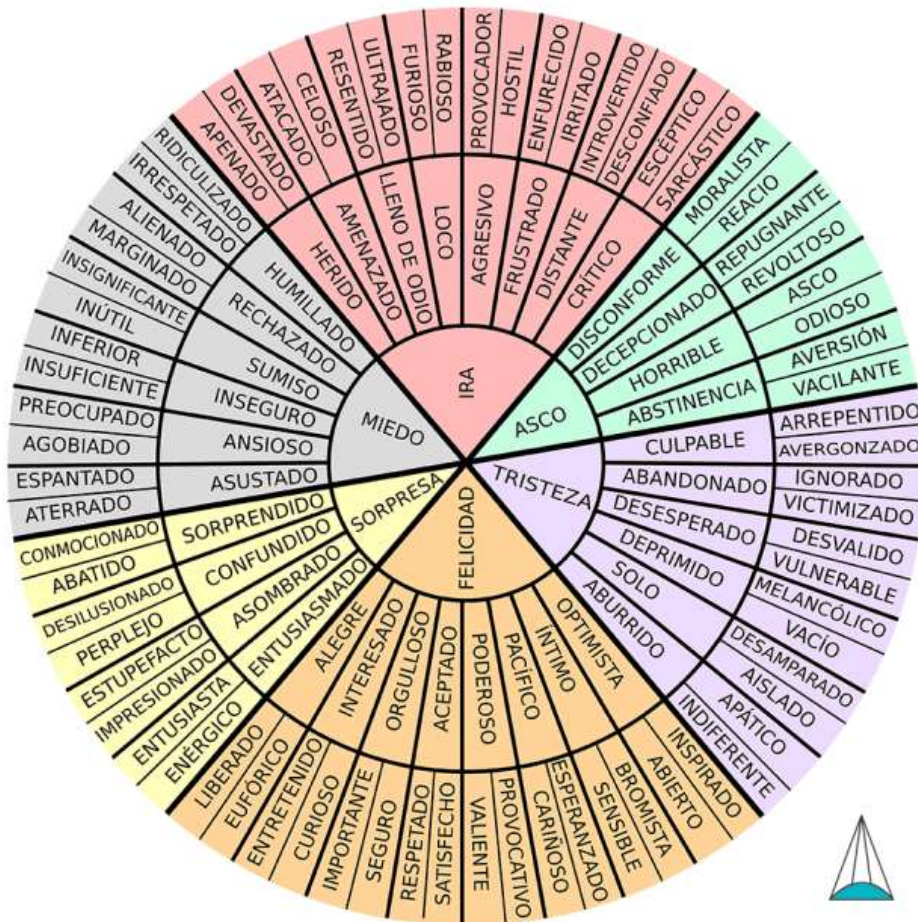 IRA
HERIDO
APENADO
DEVASTADO
AMENAZADO
ATACADO
CELOSO
LLENO DE ODIO
RESENTIDO
ULTRAJADO
LOCO
FURIOSO
RABIOSO
AGRESIVO
PROVOCADOR
HOSTIL
FRUSTRADO
ENFURECIDO
IRRITADO
DISTANTE
INTROVERTIDO
DESCONFIADO
CRÍTICO
ESCÉPTICO
SARCÁSTICO
ASCO
DISCONFORME
MORALISTA
REACIO
DECEPCIONADO
REPUGNANTE
REVOLTOSO
HORRIBLE
ASCO
ODIOSO
ABSTINENCIA
AVERSIÓN
VACILANTE
TRISTEZA
CULPABLE
ARREPENTIDO
AVERGONZADO
ABANDONADO
IGNORADO
VICTIMIZADO
DESESPERADO
DESVALIDO
VULNERABLE
DEPRIMIDO
MELANCÓLICO
VACÍO
SOLO
DESAMPARADO
AISLADO
ABURRIDO
APÁTICO
INDIFERENTE
FELICIDAD
OPTIMISTA
INSPIRADO
ABIERTO
ÍNTIMO
BROMISTA
SENSIBLE
PACÍFICO
ESPERANZADO
CARIÑOSO
PODEROSO
PROVOCATIVO
VALIENTE
ACEPTADO
SATISFECHO
RESPETADO
ORGULLOSO
SEGURO
IMPORTANTE
INTERESADO
CURIOSO
ENTRETENIDO
ALEGRE
EUFÓRICO
LIBERADO
SORPRESA
ENTUSIASMADO
ENÉRGICO
ENTUSIASTA
ASOMBRADO
IMPRESIONADO
ESTUPEFACTO
CONFUNDIDO
PERPLEJO
DESILUSIONADO
SORPRENDIDO
ABATIDO
CONMOCIONADO
MIEDO
ASUSTADO
ATERRADO
ESPANTADO
ANSIOSO
AGOBIADO
PREOCUPADO
INSEGURO
INSUFICIENTE
INFERIOR
SUMISO
INÚTIL
INSIGNIFICANTE
RECHAZADO
MARGINADO
ALIENADO
HUMILLADO
IRRESPETADO
RIDICULIZADO